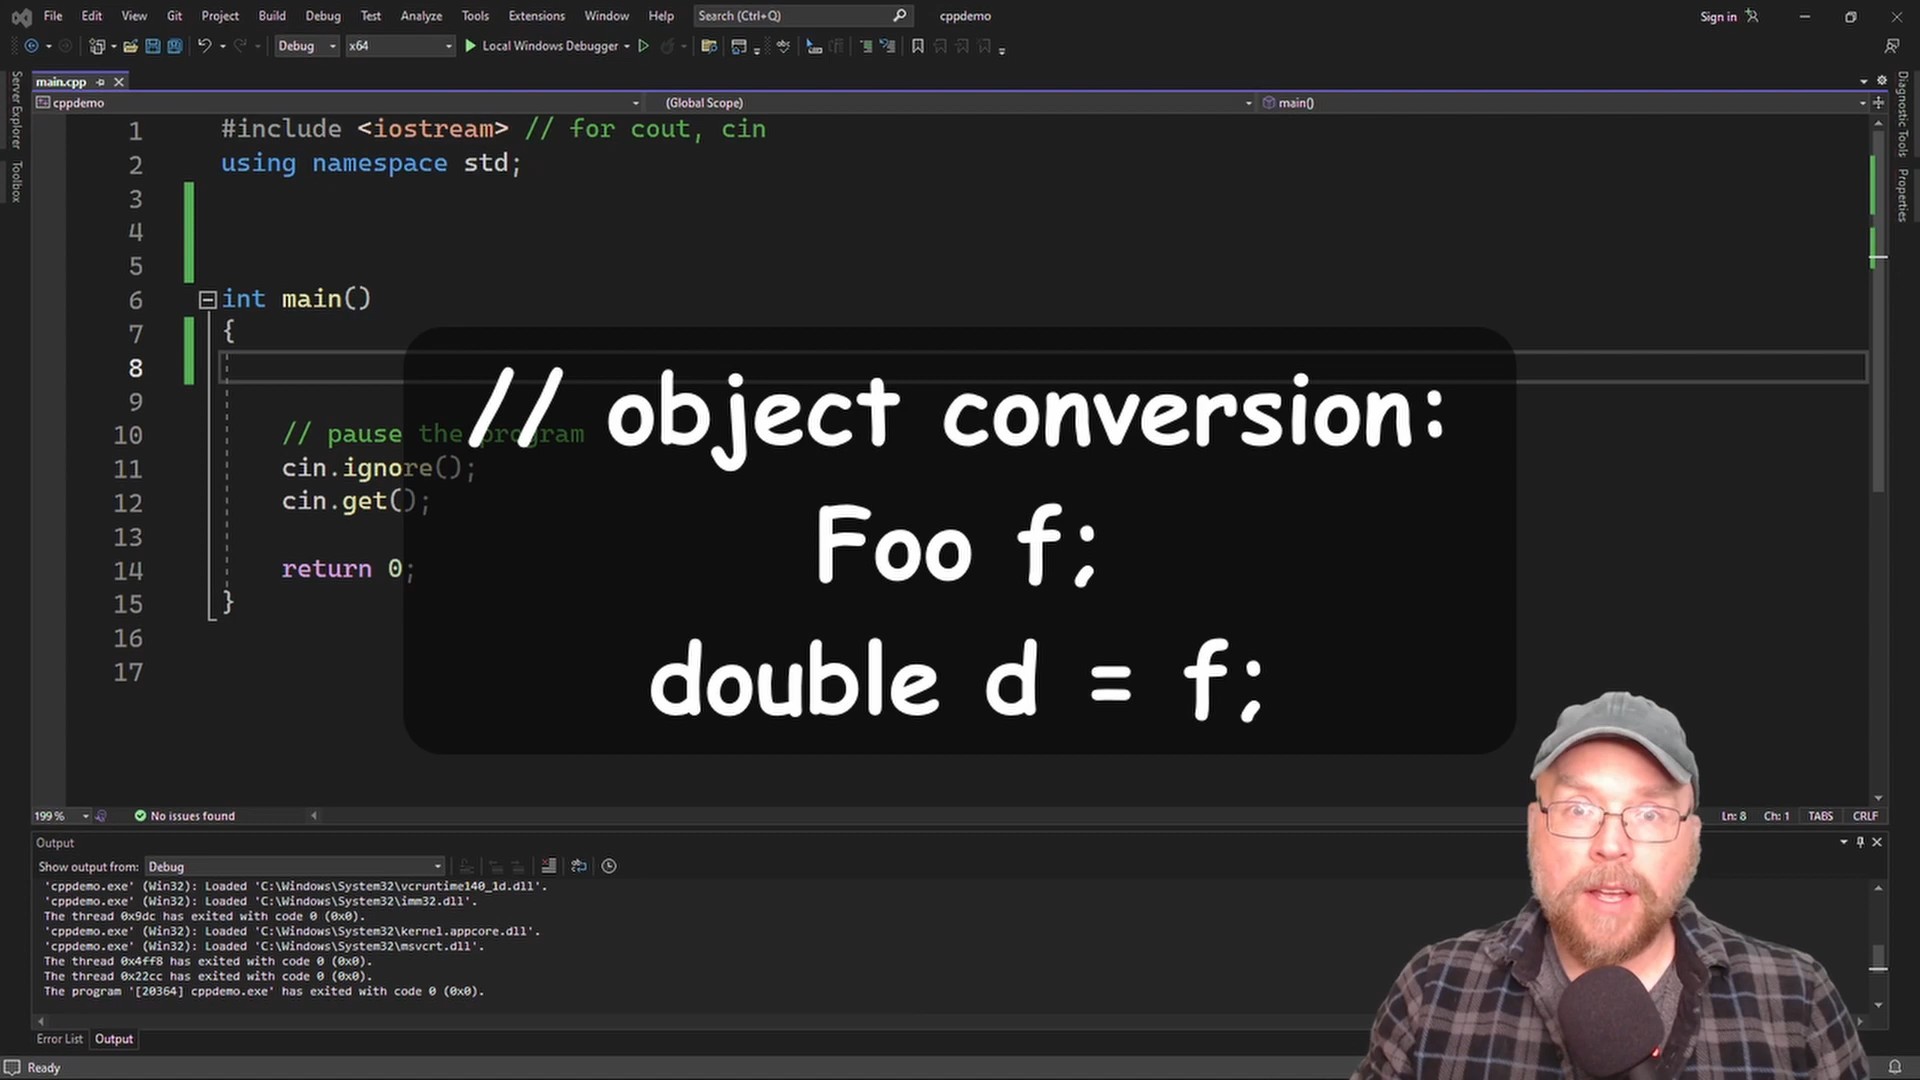 File Edit View Git Project Build Debug Test Analyze Tools Extensions Window Help Search (Ctrl+Q) cppdemo Sign in
Debug x64 Local Windows Debugger
Server Explorer
Toolbox
main.cpp
cppdemo (Global Scope) main()
Diagnostic Tools
Properties
1 #include <iostream> // for cout, cin
2 using namespace std;
3
4
5
6 int main()
7 {
8
9
10 // pause the program
11 cin.ignore();
12 cin.get();
13
14 return 0;
15 }
16
17
// object conversion:
Foo f;
double d = f;
199 % No issues found Ln: 8 Ch: 1 TABS CRLF
Output
Show output from: Debug
'cppdemo.exe' (Win32): Loaded 'C:\Windows\System32\vcruntime140_1d.dll'.
'cppdemo.exe' (Win32): Loaded 'C:\Windows\System32\imm32.dll'.
The thread 0x9dc has exited with code 0 (0x0).
'cppdemo.exe' (Win32): Loaded 'C:\Windows\System32\kernel.appcore.dll'.
'cppdemo.exe' (Win32): Loaded 'C:\Windows\System32\msvcrt.dll'.
The thread 0x4ff8 has exited with code 0 (0x0).
The thread 0x22cc has exited with code 0 (0x0).
The program '[20364] cppdemo.exe' has exited with code 0 (0x0).
Error List Output
Ready